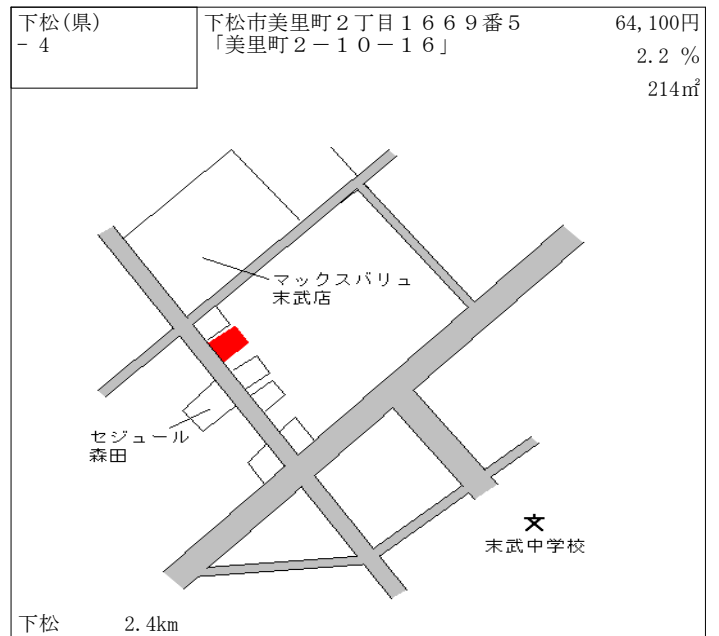 下松(県)
－4
下松市美里町２丁目１６６９番５
「美里町２－１０－１６」
64,100円
2.2 %
214㎡
マックスバリュ
末武店
セジュール
森田
文
末武中学校
下松 2.4km